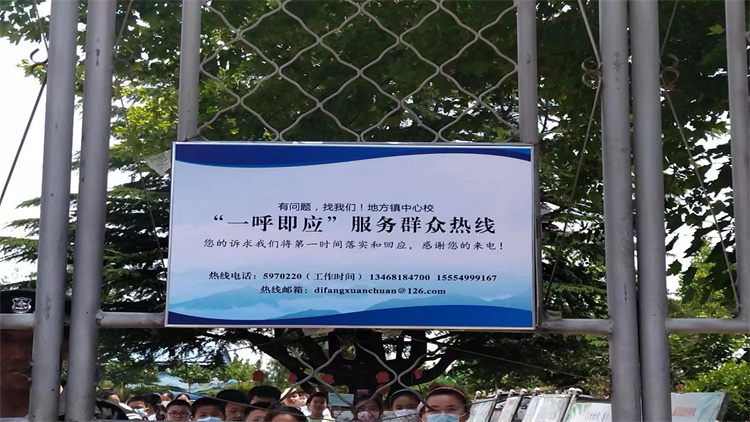 有问题，找我们！地方镇中心校
“一呼即应”服务群众热线
您的诉求我们将第一时间落实和回应，感谢您的来电！
热线电话：5970220（工作时间）13468184700 15554999167
热线邮箱：difangxuanchuan@126.com